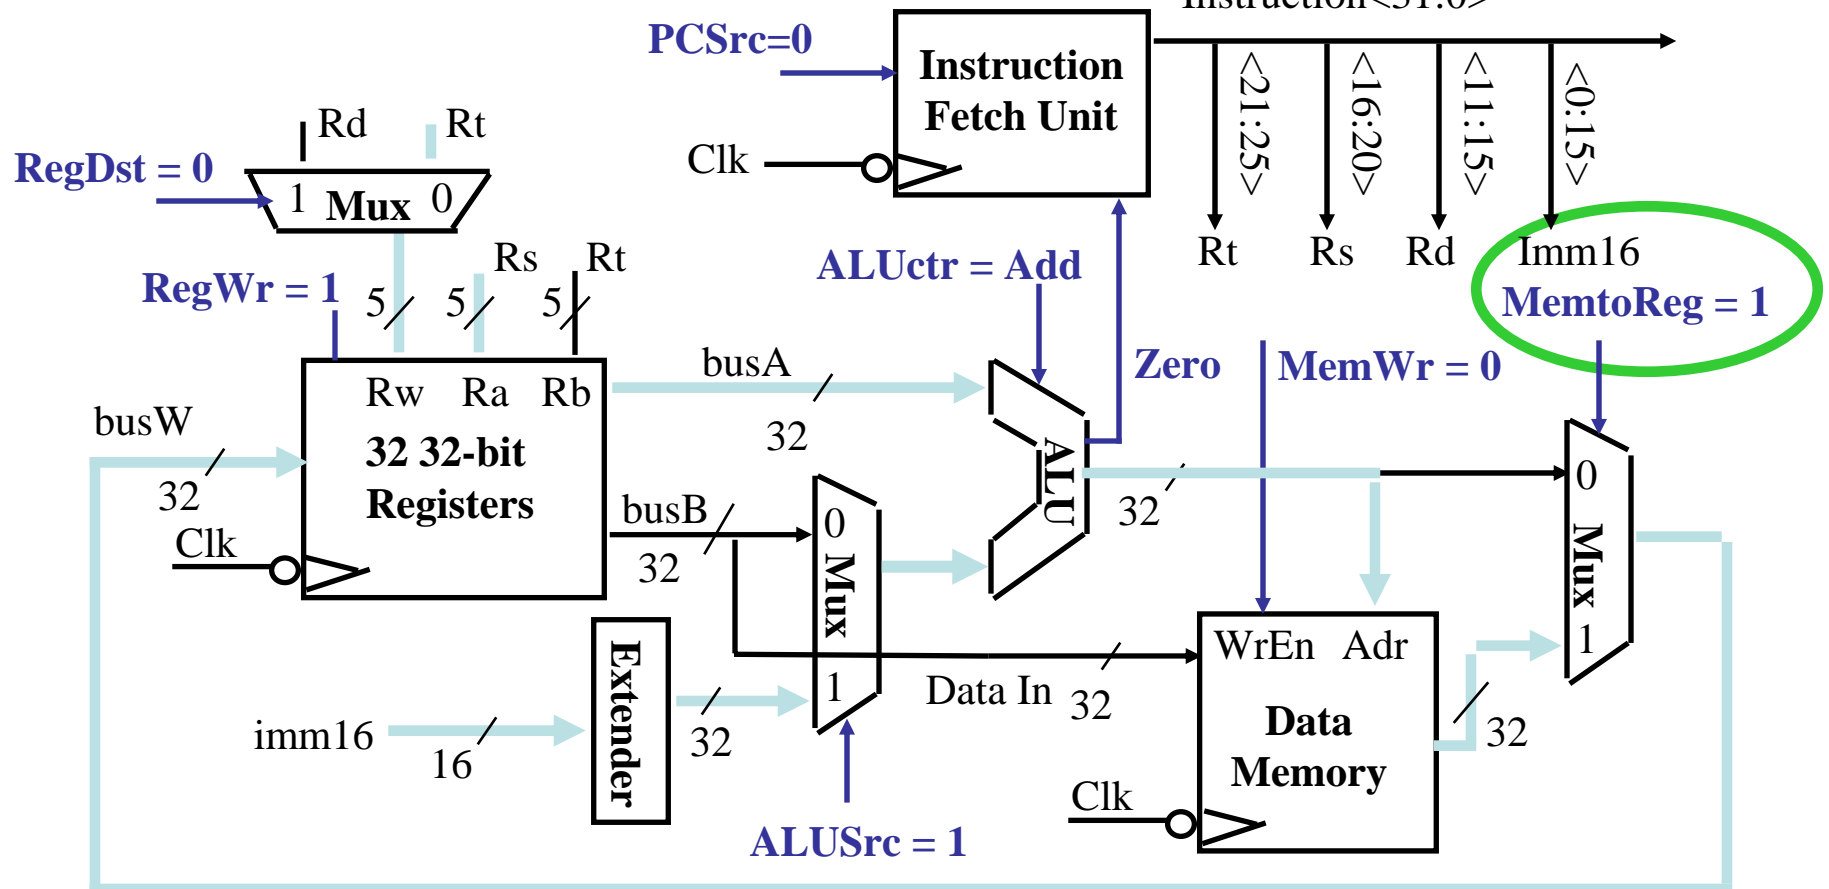 Instruction<31:0>
PCSrc=0
Instruction
Fetch Unit
Clk
<21:25>
<16:20>
<11:15>
<0:15>
Rd
Rt
RegDst = 0
1 Mux 0
Rt
Rs
Rd
Imm16
MemtoReg = 1
RegWr = 1
5
5
Rs
5
Rt
ALUctr = Add
Zero
MemWr = 0
busA
32
busW
32
Rw Ra Rb
32 32-bit
Registers
Clk
busB
32
0
Mux
1
ALU
32
0
Mux
1
imm16
16
Extender
32
ALUSrc = 1
Data In
32
WrEn Adr
Data
Memory
Clk
32